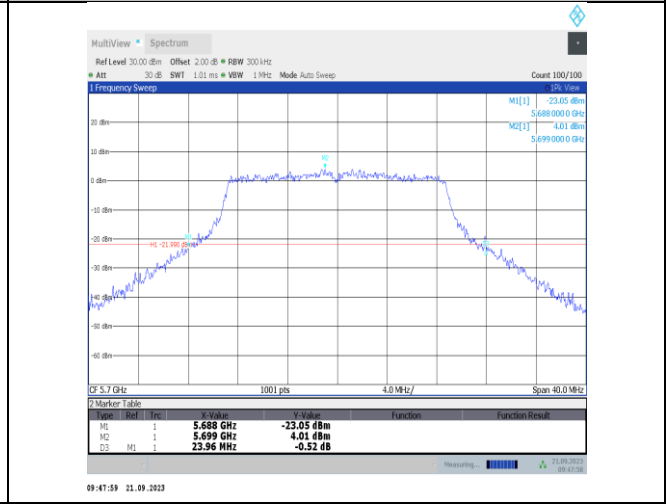 MultiView Spectrum
Ref Level 30.00 dBm Offset 2.00 dB RBW 300 kHz
Att 30 dB SWT 1.01 ms VBW 1 MHz Mode Auto Sweep Count 100/100
1 Frequency Sweep 1Pk View
M1[1] -23.05 dBm
5.6880000 GHz
M2[1] 4.01 dBm
5.6990000 GHz
20 dBm
10 dBm
M2
0 dBm
-10 dBm
-20 dBm
H1 -21.990 dBm
-30 dBm
-40 dBm
-50 dBm
-60 dBm
CF 5.7 GHz 1001 pts 4.0 MHz/ Span 40.0 MHz
2 Marker Table
Type Ref Trc X-Value Y-Value Function Function Result
M1 1 5.688 GHz -23.05 dBm
M2 1 5.699 GHz 4.01 dBm
D3 M1 1 23.96 MHz -0.52 dB
Measuring... 21.09.2023
09:47:58
09:47:59 21.09.2023